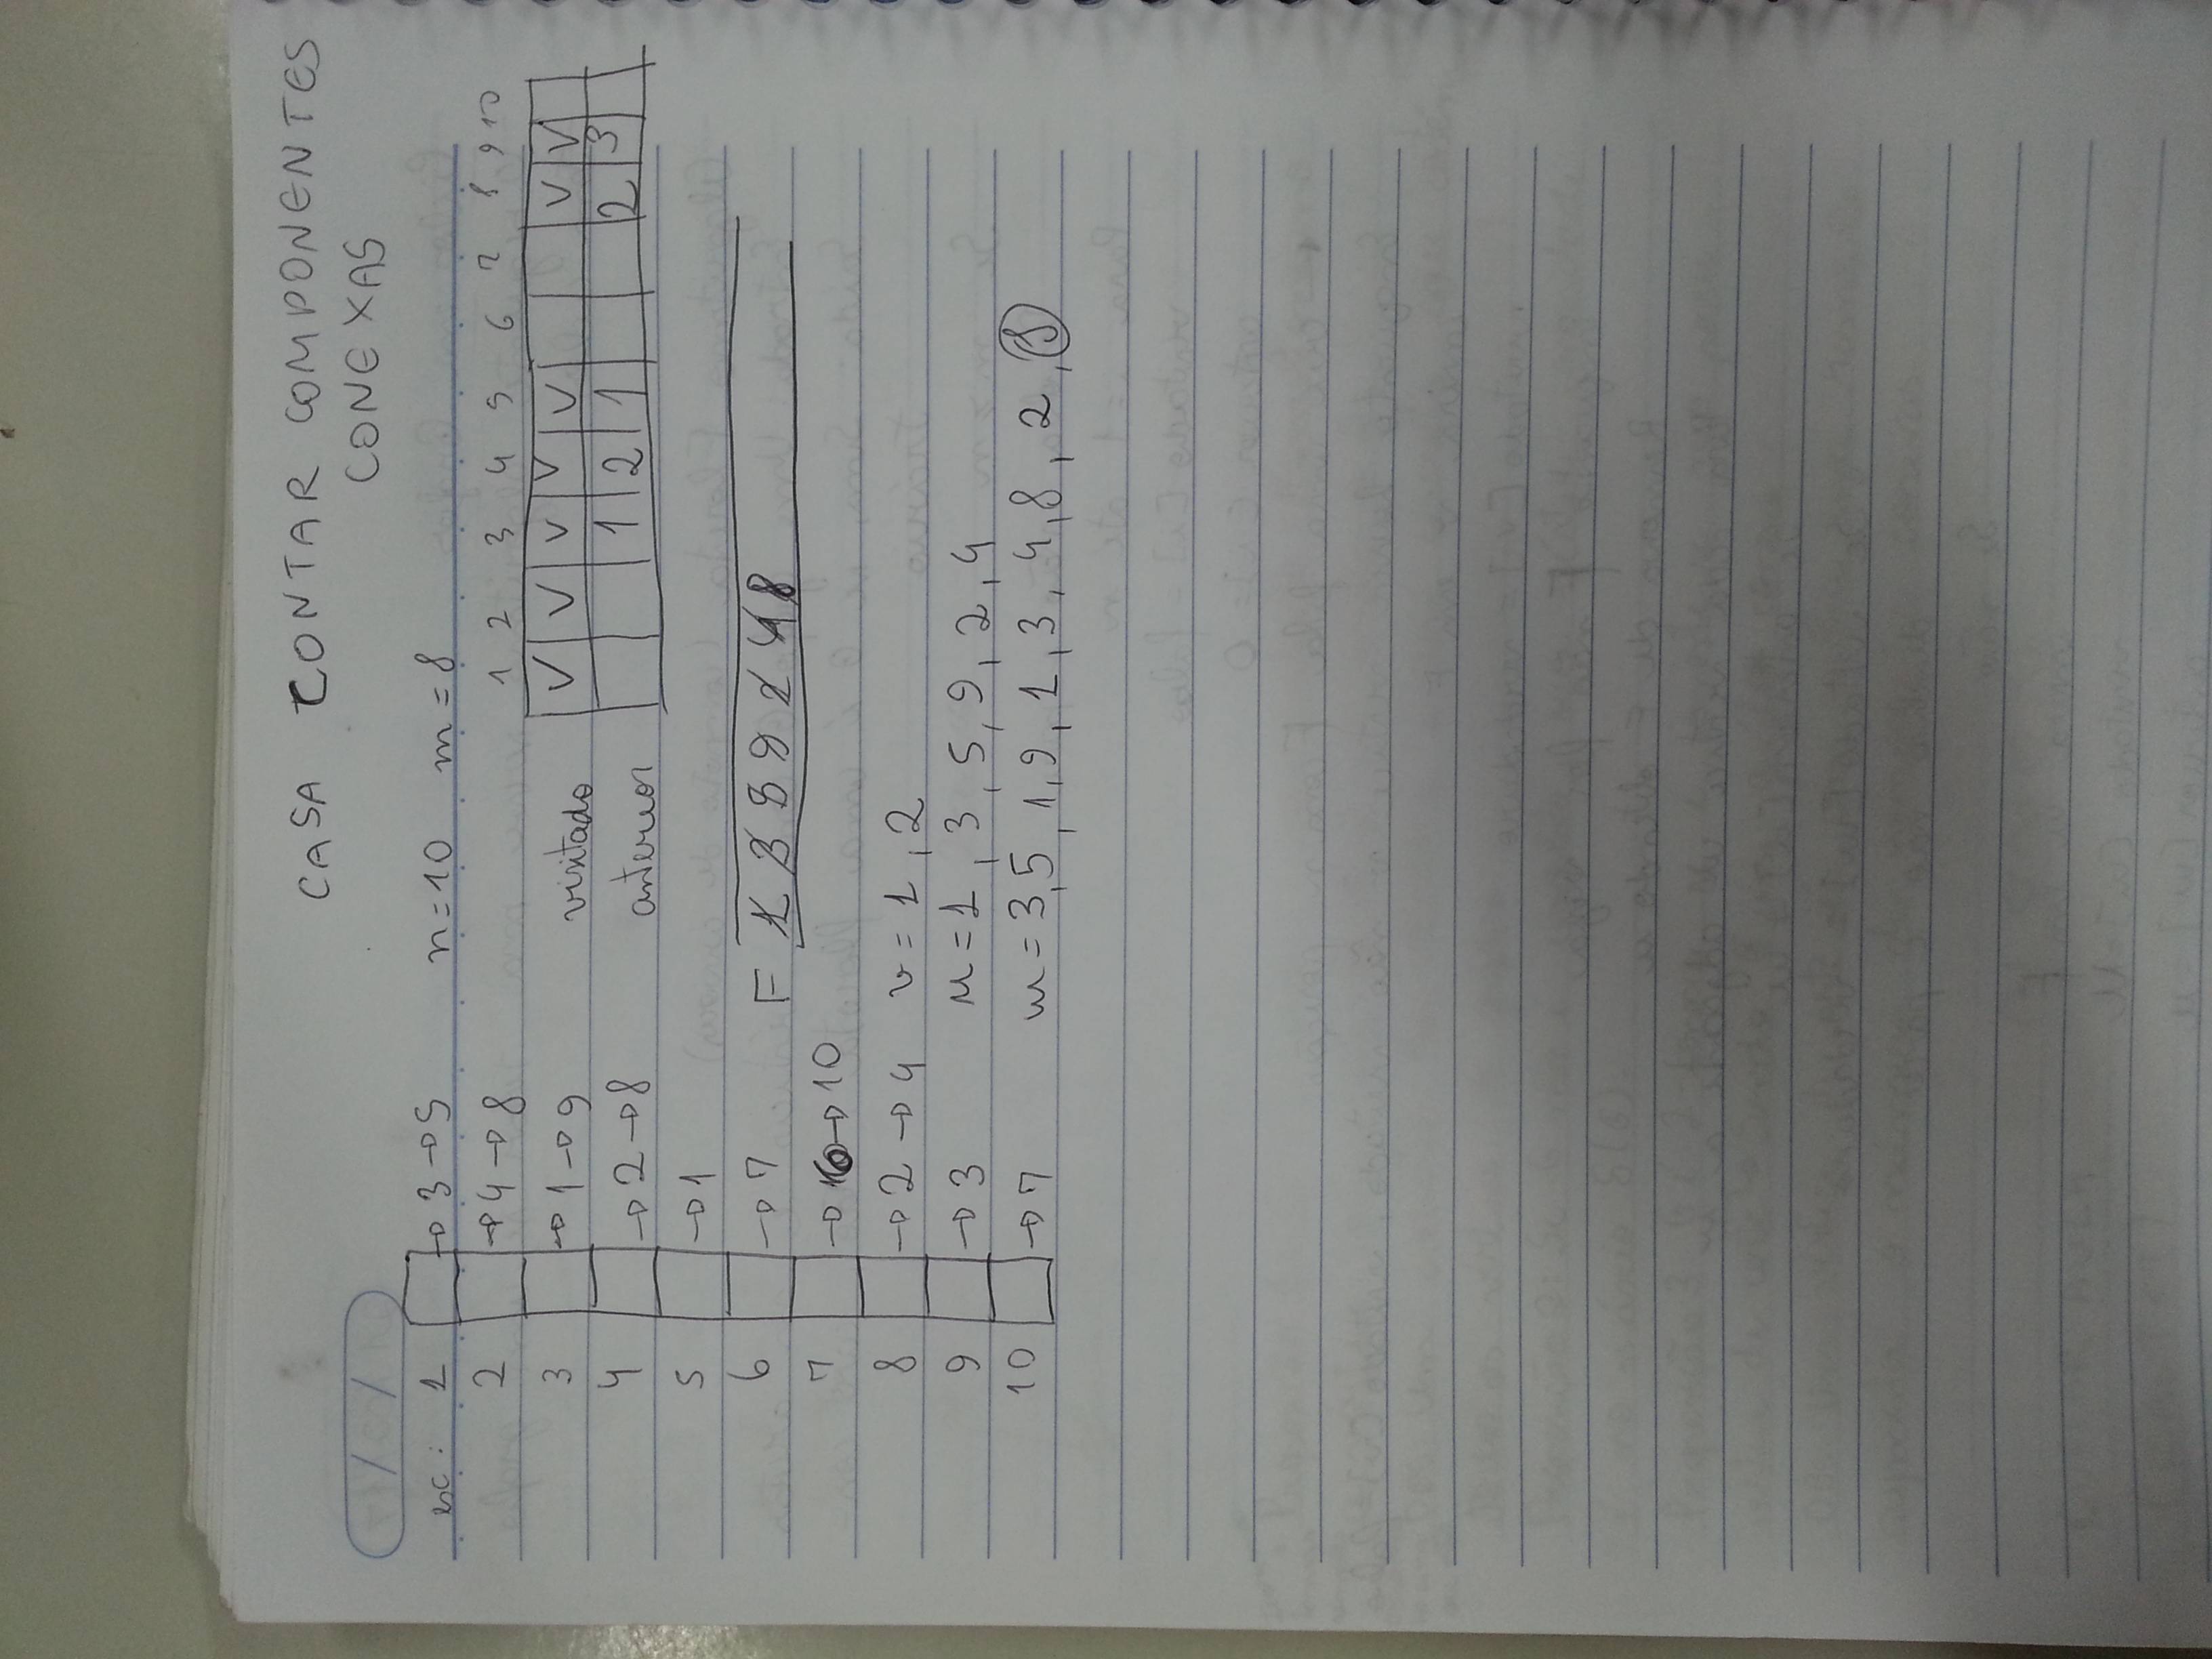 CASA CONTAR COMPONENTES
CONEXAS
esc: 1 → 3 → 5 n=10 m=8
2 → 4 → 8
3 → 1 → 9
4 → 2 → 8
5 → 1
6 → 7
7 → 6 → 10
8 → 2 → 4
9 → 3
10 → 7
1 2 3 4 5 6 7 8 9 10
visitado V V V V V V V
anterior 1 2 1 2 3
F 1 3 5 9 2 4 8
v = 1, 2
u = 1, 3, 5, 9, 2, 4
w = 3, 5, 1, 9, 1, 3, 4, 8, 2,